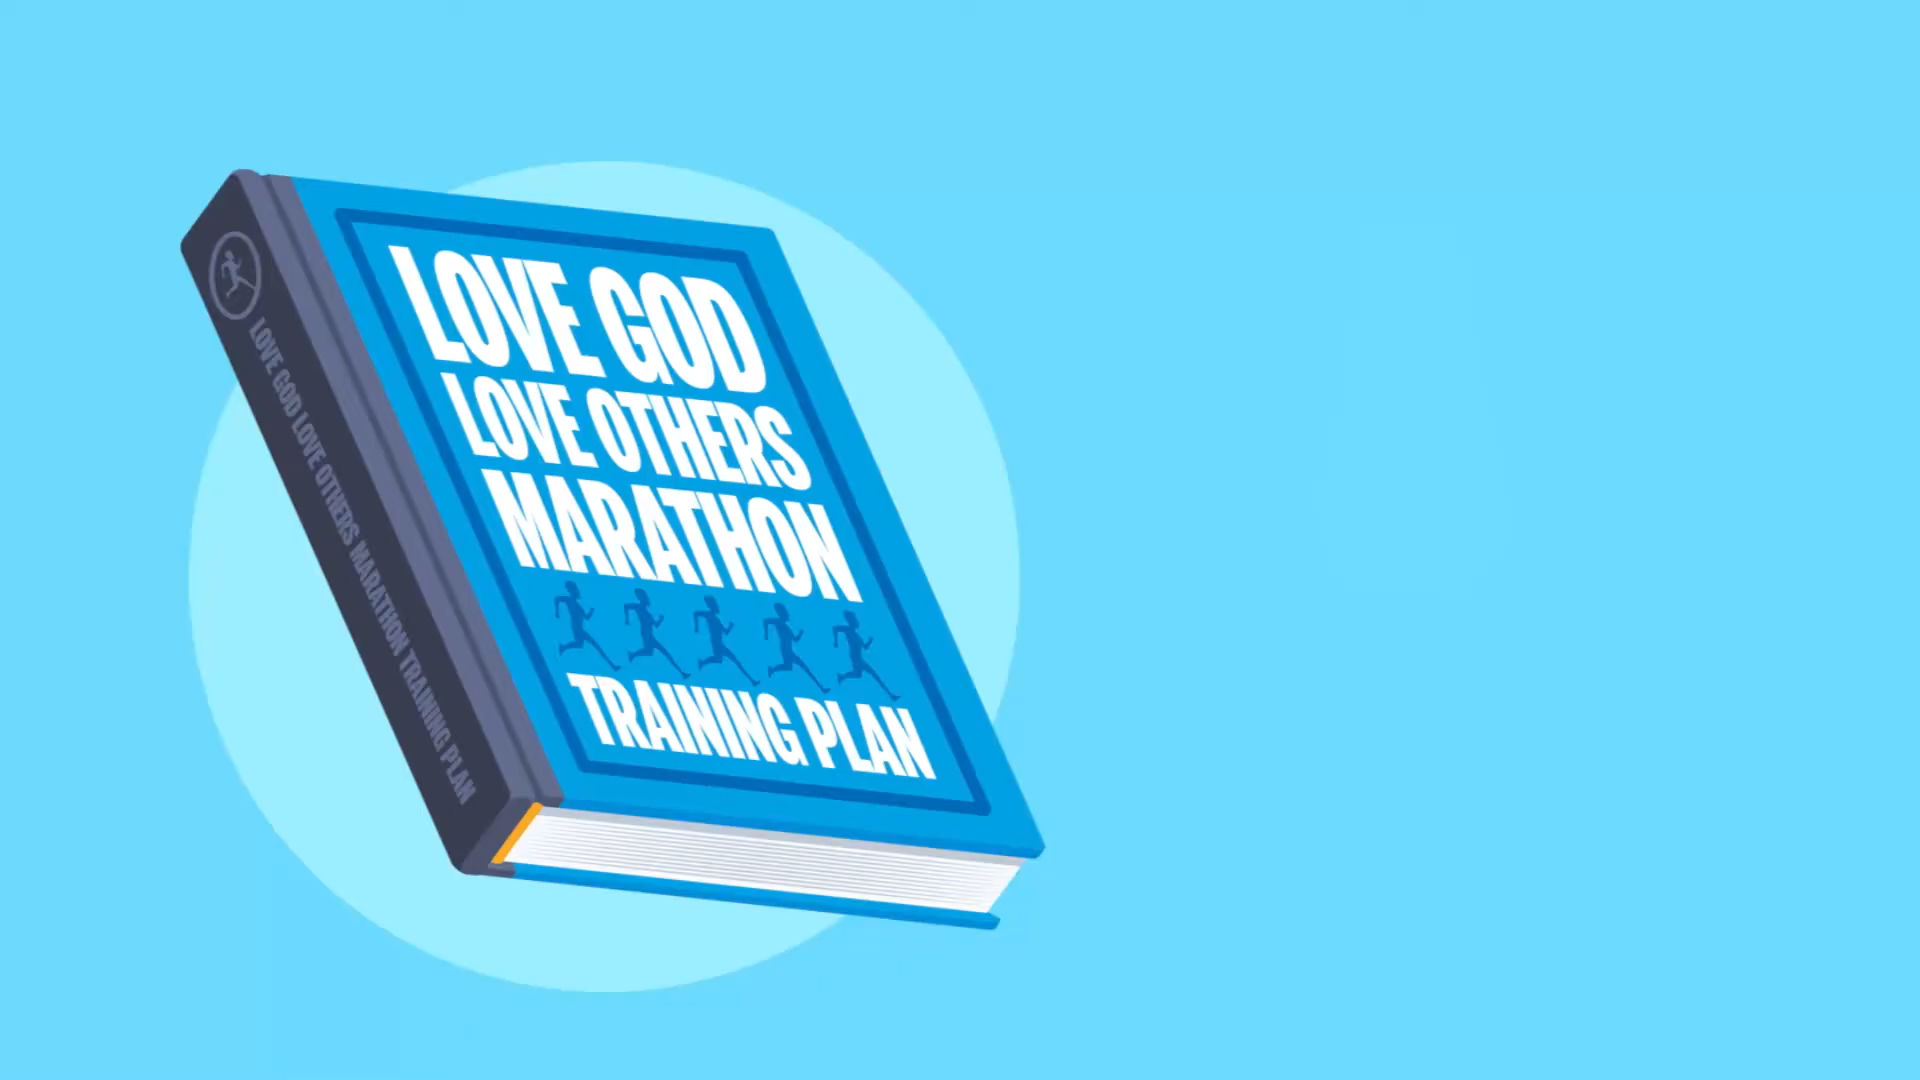 LOVE GOD
LOVE OTHERS
MARATHON
TRAINING PLAN
LOVE GOD LOVE OTHERS MARATHON TRAINING PLAN